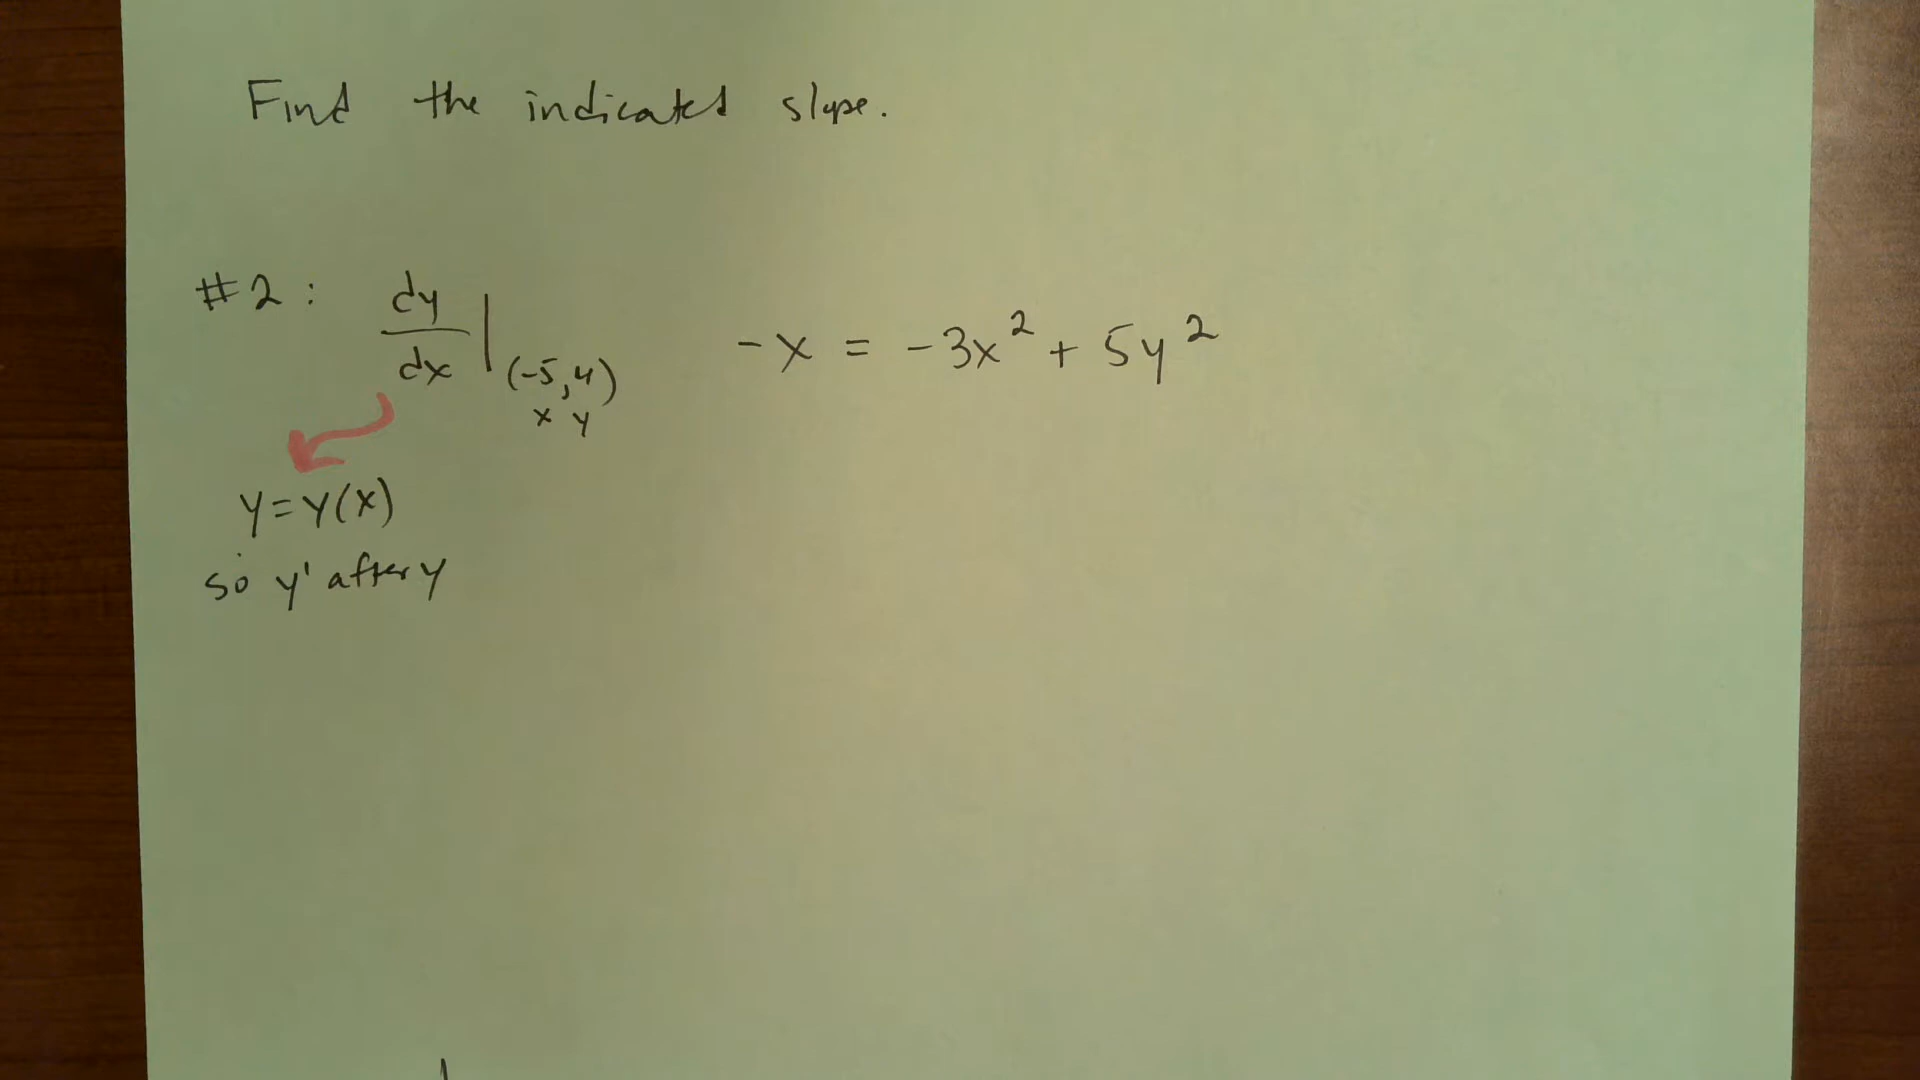 Find the indicated slope.
#2: dy/dx |(-5,4) -x = -3x² + 5y²
x y
y=y(x)
so y' after y